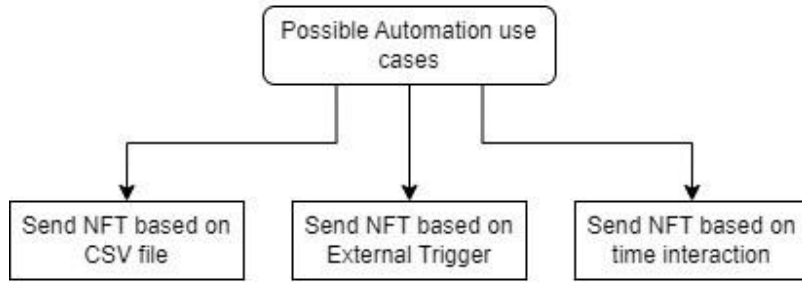 Possible Automation use
cases
Send NFT based on
CSV file
Send NFT based on
External Trigger
Send NFT based on
time interaction